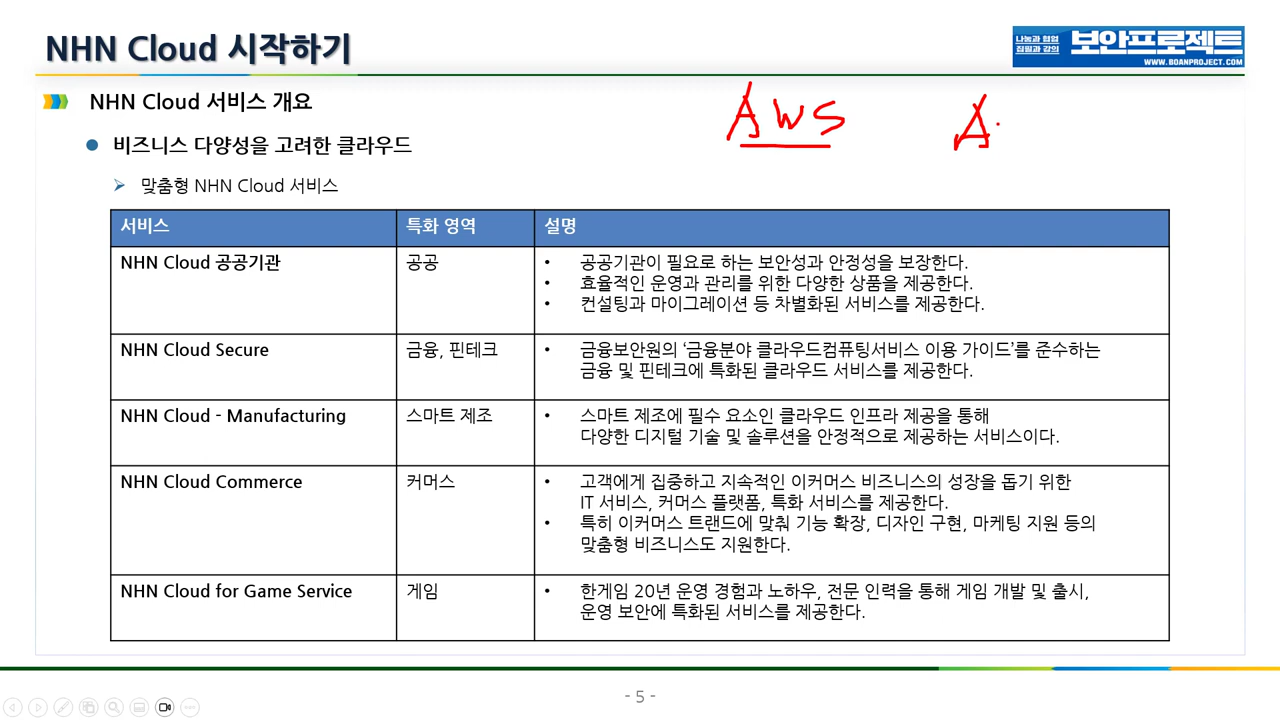 NHN Cloud 시작하기
나눔과 협업
집필과 강의
보안프로젝트
WWW.BOANPROJECT.COM
NHN Cloud 서비스 개요
AWS
A
비즈니스 다양성을 고려한 클라우드
맞춤형 NHN Cloud 서비스
서비스 특화 영역 설명
NHN Cloud 공공기관 공공 • 공공기관이 필요로 하는 보안성과 안정성을 보장한다.
• 효율적인 운영과 관리를 위한 다양한 상품을 제공한다.
• 컨설팅과 마이그레이션 등 차별화된 서비스를 제공한다.
NHN Cloud Secure 금융, 핀테크 • 금융보안원의 ‘금융분야 클라우드컴퓨팅서비스 이용 가이드’를 준수하는
금융 및 핀테크에 특화된 클라우드 서비스를 제공한다.
NHN Cloud - Manufacturing 스마트 제조 • 스마트 제조에 필수 요소인 클라우드 인프라 제공을 통해
다양한 디지털 기술 및 솔루션을 안정적으로 제공하는 서비스이다.
NHN Cloud Commerce 커머스 • 고객에게 집중하고 지속적인 이커머스 비즈니스의 성장을 돕기 위한
IT 서비스, 커머스 플랫폼, 특화 서비스를 제공한다.
• 특히 이커머스 트랜드에 맞춰 기능 확장, 디자인 구현, 마케팅 지원 등의
맞춤형 비즈니스도 지원한다.
NHN Cloud for Game Service 게임 • 한게임 20년 운영 경험과 노하우, 전문 인력을 통해 게임 개발 및 출시,
운영 보안에 특화된 서비스를 제공한다.
- 5 -